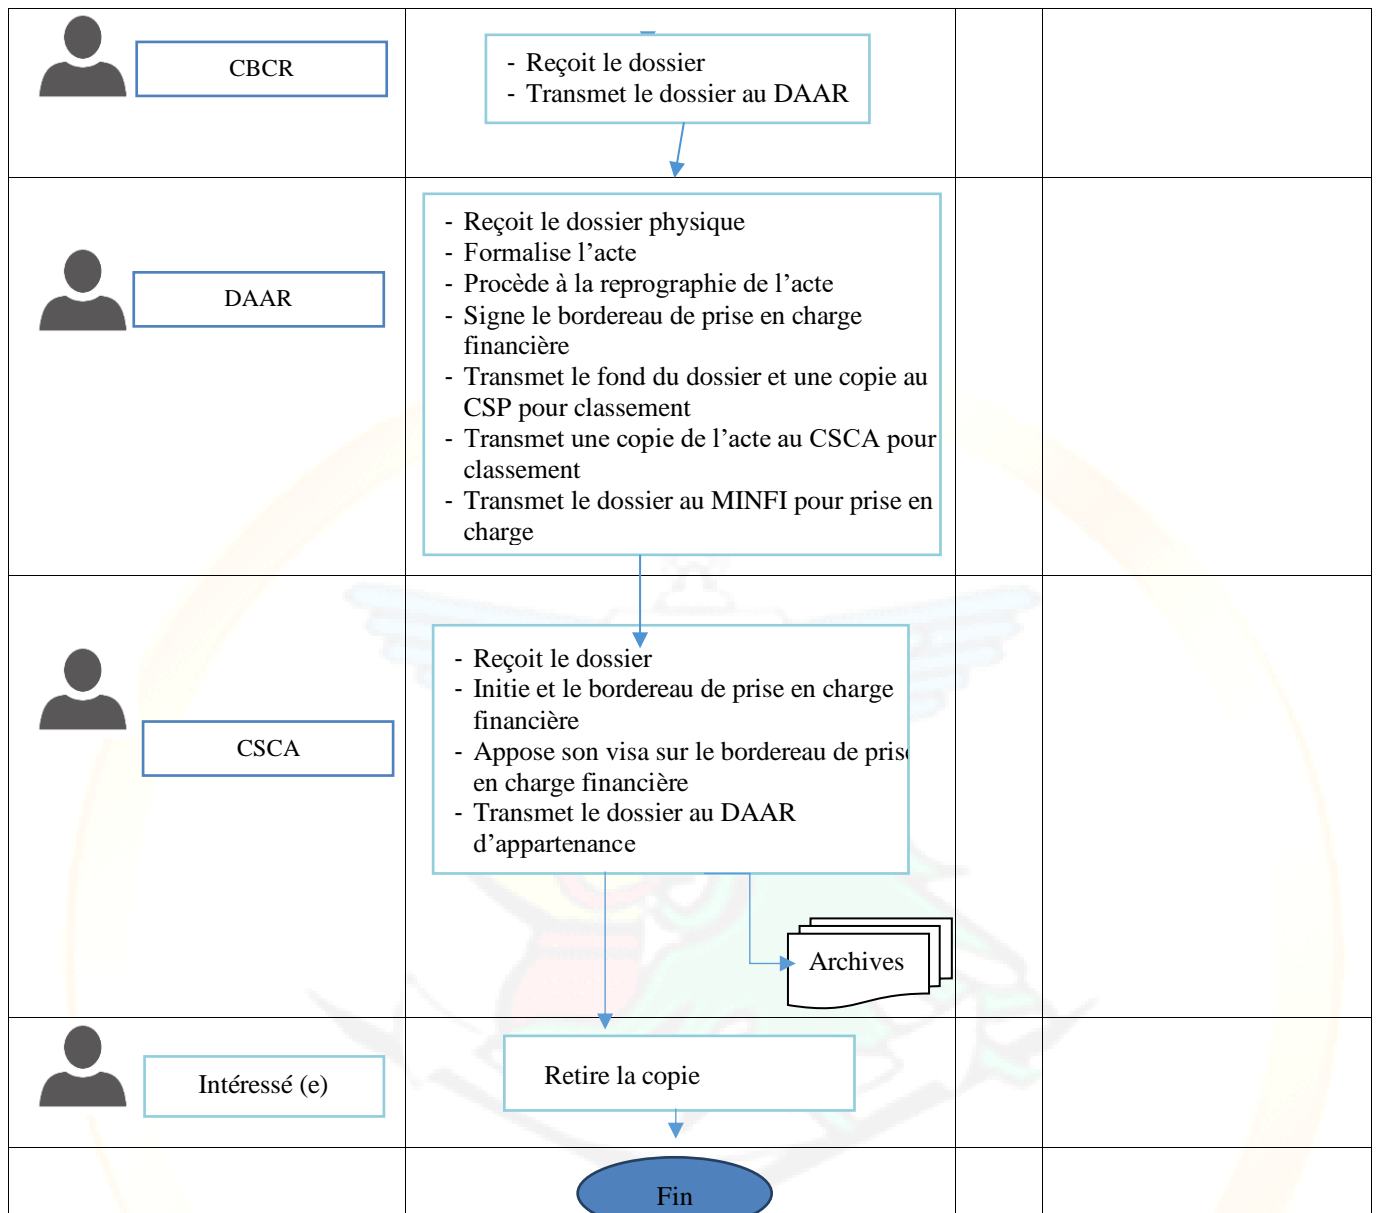 CBCR
- Reçoit le dossier
- Transmet le dossier au DAAR
DAAR
- Reçoit le dossier physique
- Formalise l’acte
- Procède à la reprographie de l’acte
- Signe le bordereau de prise en charge
financière
- Transmet le fond du dossier et une copie au
CSP pour classement
- Transmet une copie de l’acte au CSCA pour
classement
- Transmet le dossier au MINFI pour prise en
charge
CSCA
- Reçoit le dossier
- Initie et le bordereau de prise en charge
financière
- Appose son visa sur le bordereau de prise
en charge financière
- Transmet le dossier au DAAR
d’appartenance
Archives
Intéressé (e)
Retire la copie
Fin